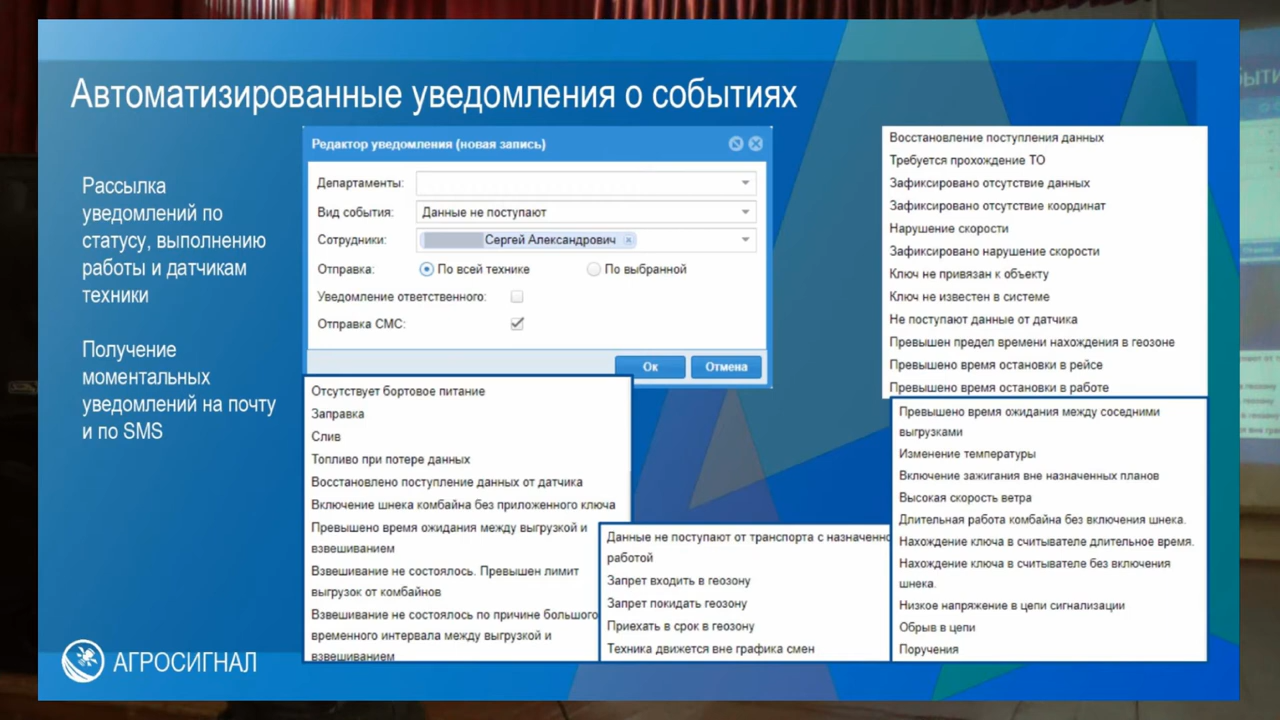 Автоматизированные уведомления о событиях
Рассылка
уведомлений по
статусу, выполнению
работы и датчикам
техники
Получение
моментальных
уведомлений на почту
и по SMS
Редактор уведомления (новая запись)
Департаменты:
Вид события: Данные не поступают
Сотрудники: Сергей Александрович
Отправка: По всей технике По выбранной
Уведомление ответственного:
Отправка СМС:
Ок Отмена
Отсутствует бортовое питание
Заправка
Слив
Топливо при потере данных
Восстановлено поступление данных от датчика
Включение шнека комбайна без приложенного ключа
Превышено время ожидания между выгрузкой и
взвешиванием
Взвешивание не состоялось. Превышен лимит
выгрузок от комбайнов
Взвешивание не состоялось по причине большого
временного интервала между выгрузкой и
взвешиванием
Данные не поступают от транспорта с назначенно
работой
Запрет входить в геозону
Запрет покидать геозону
Приехать в срок в геозону
Техника движется вне графика смен
Восстановление поступления данных
Требуется прохождение ТО
Зафиксировано отсутствие данных
Зафиксировано отсутствие координат
Нарушение скорости
Зафиксировано нарушение скорости
Ключ не привязан к объекту
Ключ не известен в системе
Не поступают данные от датчика
Превышен предел времени нахождения в геозоне
Превышено время остановки в рейсе
Превышено время остановки в работе
Превышено время ожидания между соседними
выгрузками
Изменение температуры
Включение зажигания вне назначенных планов
Высокая скорость ветра
Длительная работа комбайна без включения шнека.
Нахождение ключа в считывателе длительное время.
Нахождение ключа в считывателе без включения
шнека.
Низкое напряжение в цепи сигнализации
Обрыв в цепи
Поручения
АГРОСИГНАЛ